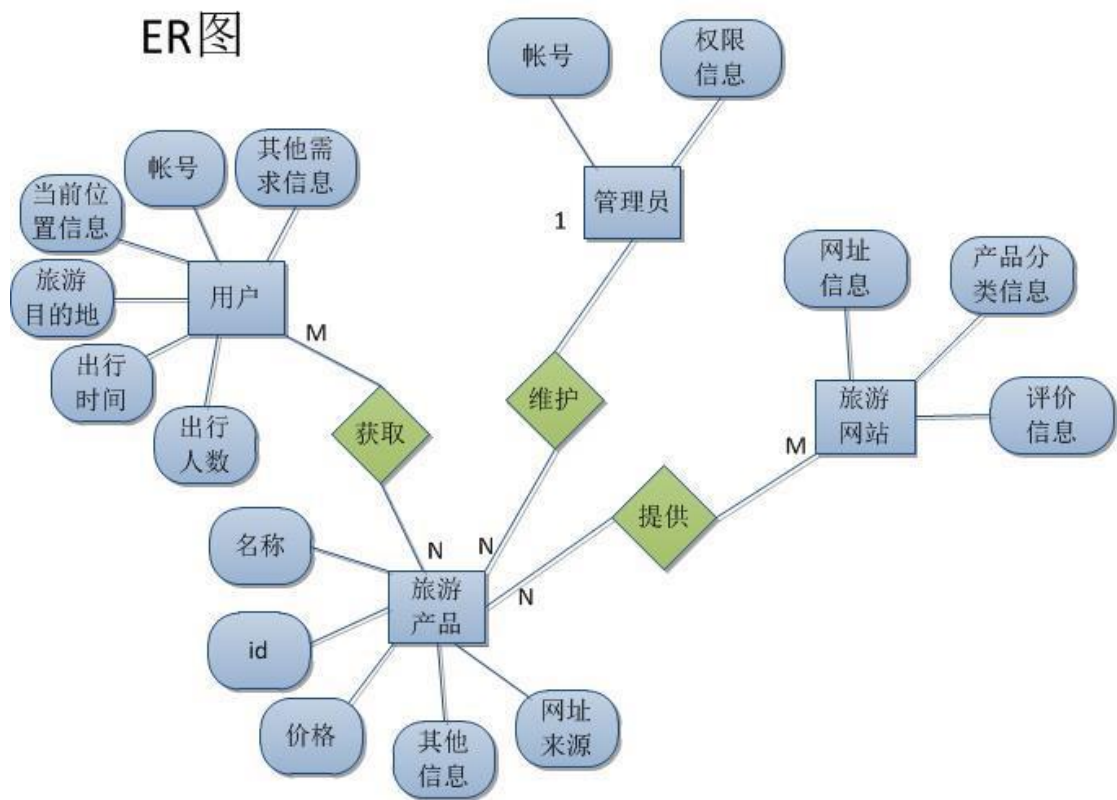 ER图
帐号
权限
信息
管理员
1
帐号
其他需
求信息
当前位
置信息
旅游
目的地
用户
出行
时间
出行
人数
M
网址
信息
产品分
类信息
旅游
网站
评价
信息
M
获取
维护
提供
名称
N
N
N
旅游
产品
id
价格
其他
信息
网址
来源